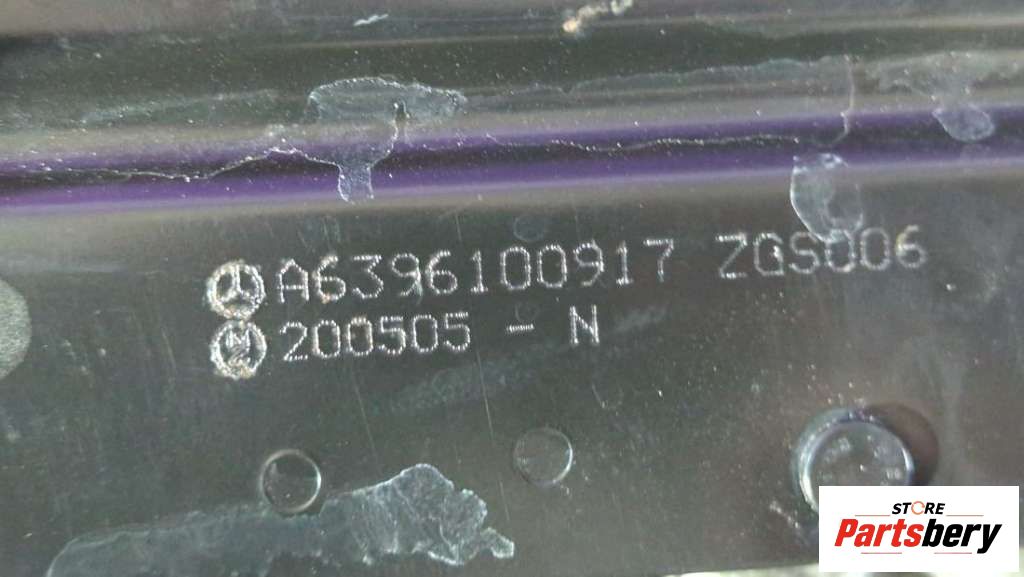 A6396100917 ZGS006
200505 - N
STORE
Partsbery